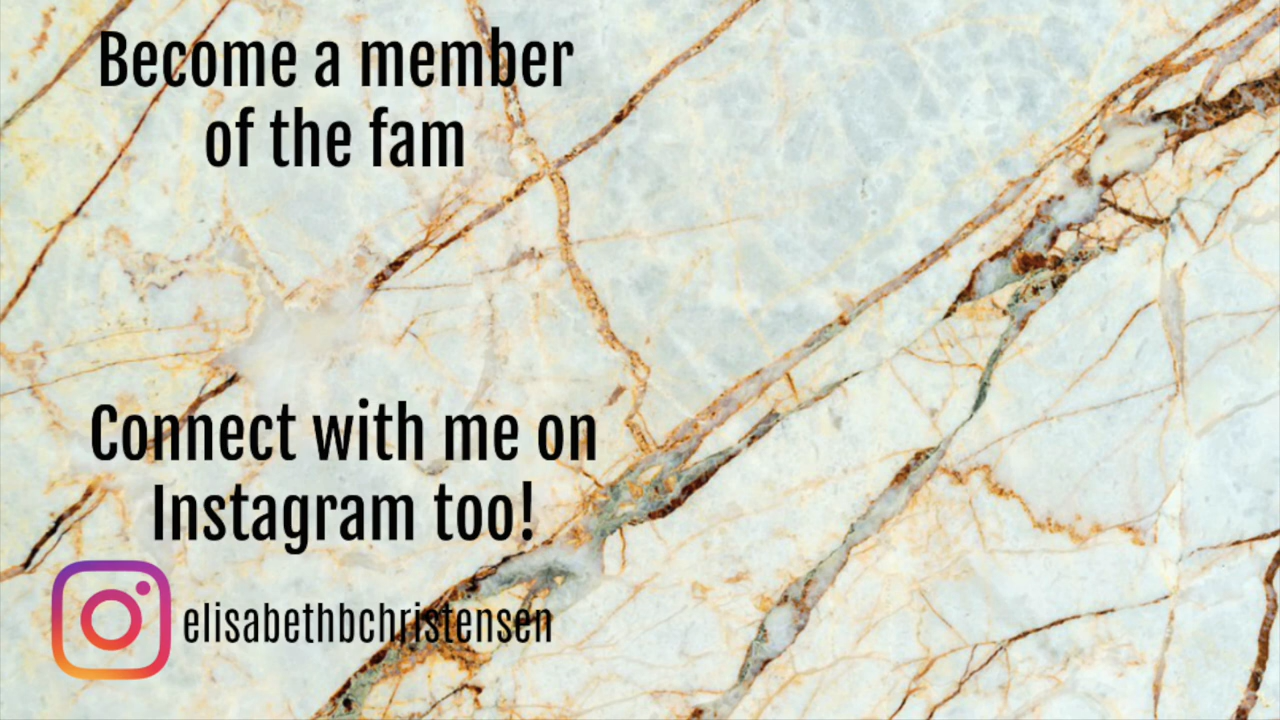 Become a member
of the fam
Connect with me on
Instagram too!
elisabethbchristensen